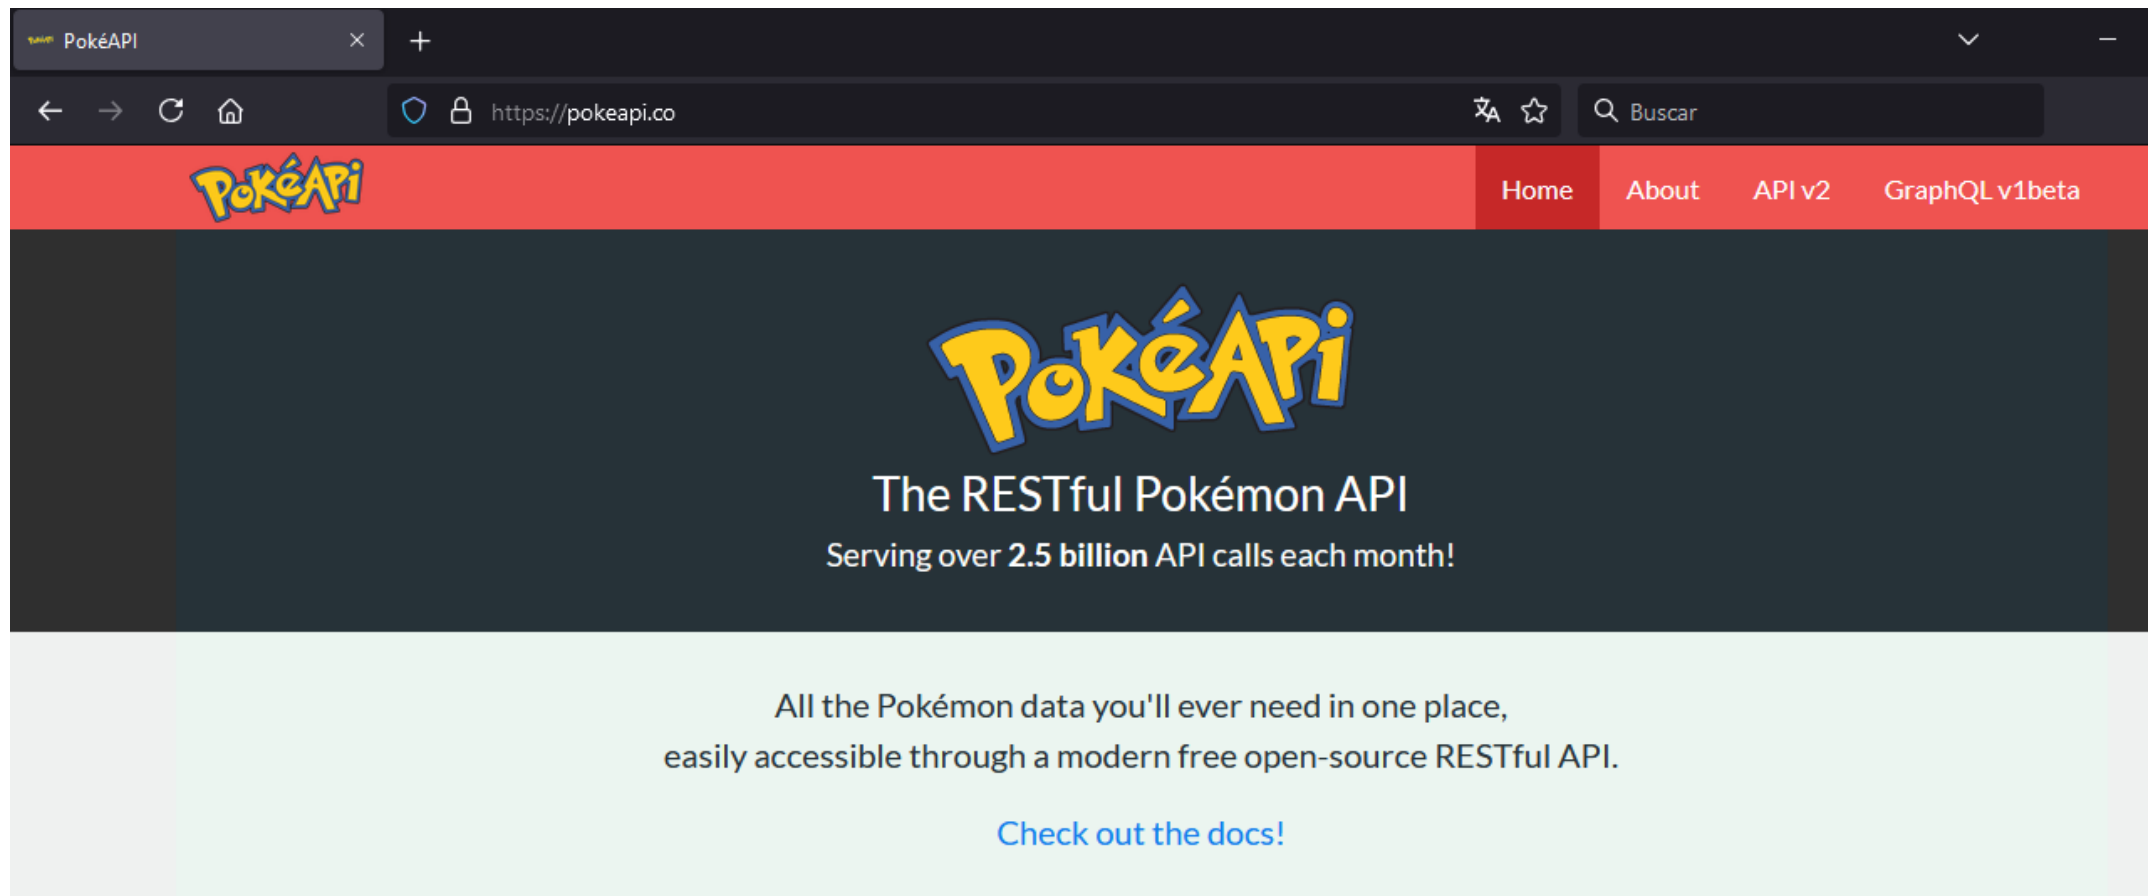 PokéAPI
https://pokeapi.co
Buscar
PokéAPi
Home
About
API v2
GraphQL v1beta
PokéAPi
The RESTful Pokémon API
Serving over 2.5 billion API calls each month!
All the Pokémon data you'll ever need in one place,
easily accessible through a modern free open-source RESTful API.
Check out the docs!